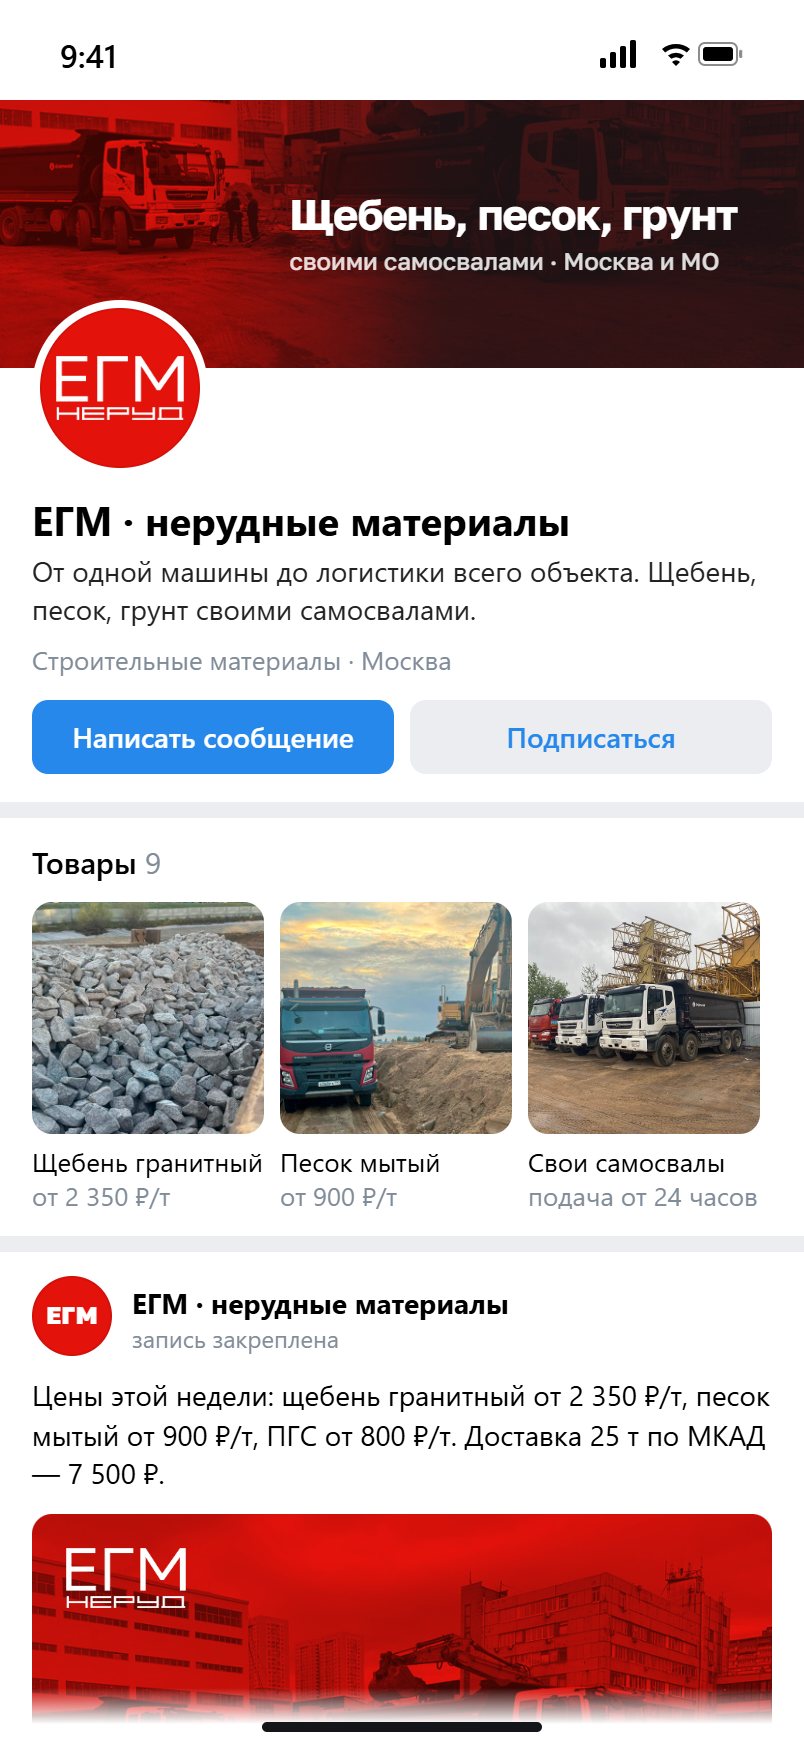 9:41
Щебень, песок, грунт
своими самосвалами · Москва и МО
ЕГМ
НЕРУД
ЕГМ · нерудные материалы
От одной машины до логистики всего объекта. Щебень,
песок, грунт своими самосвалами.
Строительные материалы · Москва
Написать сообщение
Подписаться
Товары 9
Щебень гранитный
от 2 350 ₽/т
Песок мытый
от 900 ₽/т
Свои самосвалы
подача от 24 часов
ЕГМ
ЕГМ · нерудные материалы
запись закреплена
Цены этой недели: щебень гранитный от 2 350 ₽/т, песок
мытый от 900 ₽/т, ПГС от 800 ₽/т. Доставка 25 т по МКАД
— 7 500 ₽.
ЕГМ
НЕРУД